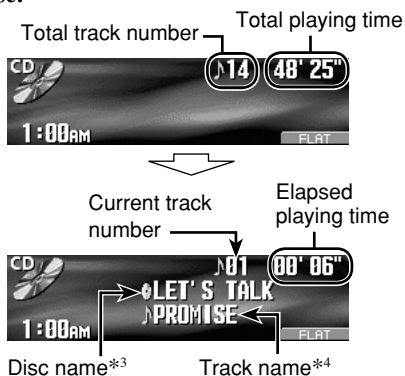 se.
Total track number
Total playing time
CD
♪14 48' 25"
1:00AM
FLAT
Current track number
Elapsed playing time
CD
♪01 00' 06"
LET'S TALK
♪PROMISE
1:00AM
FLAT
Disc name*3
Track name*4